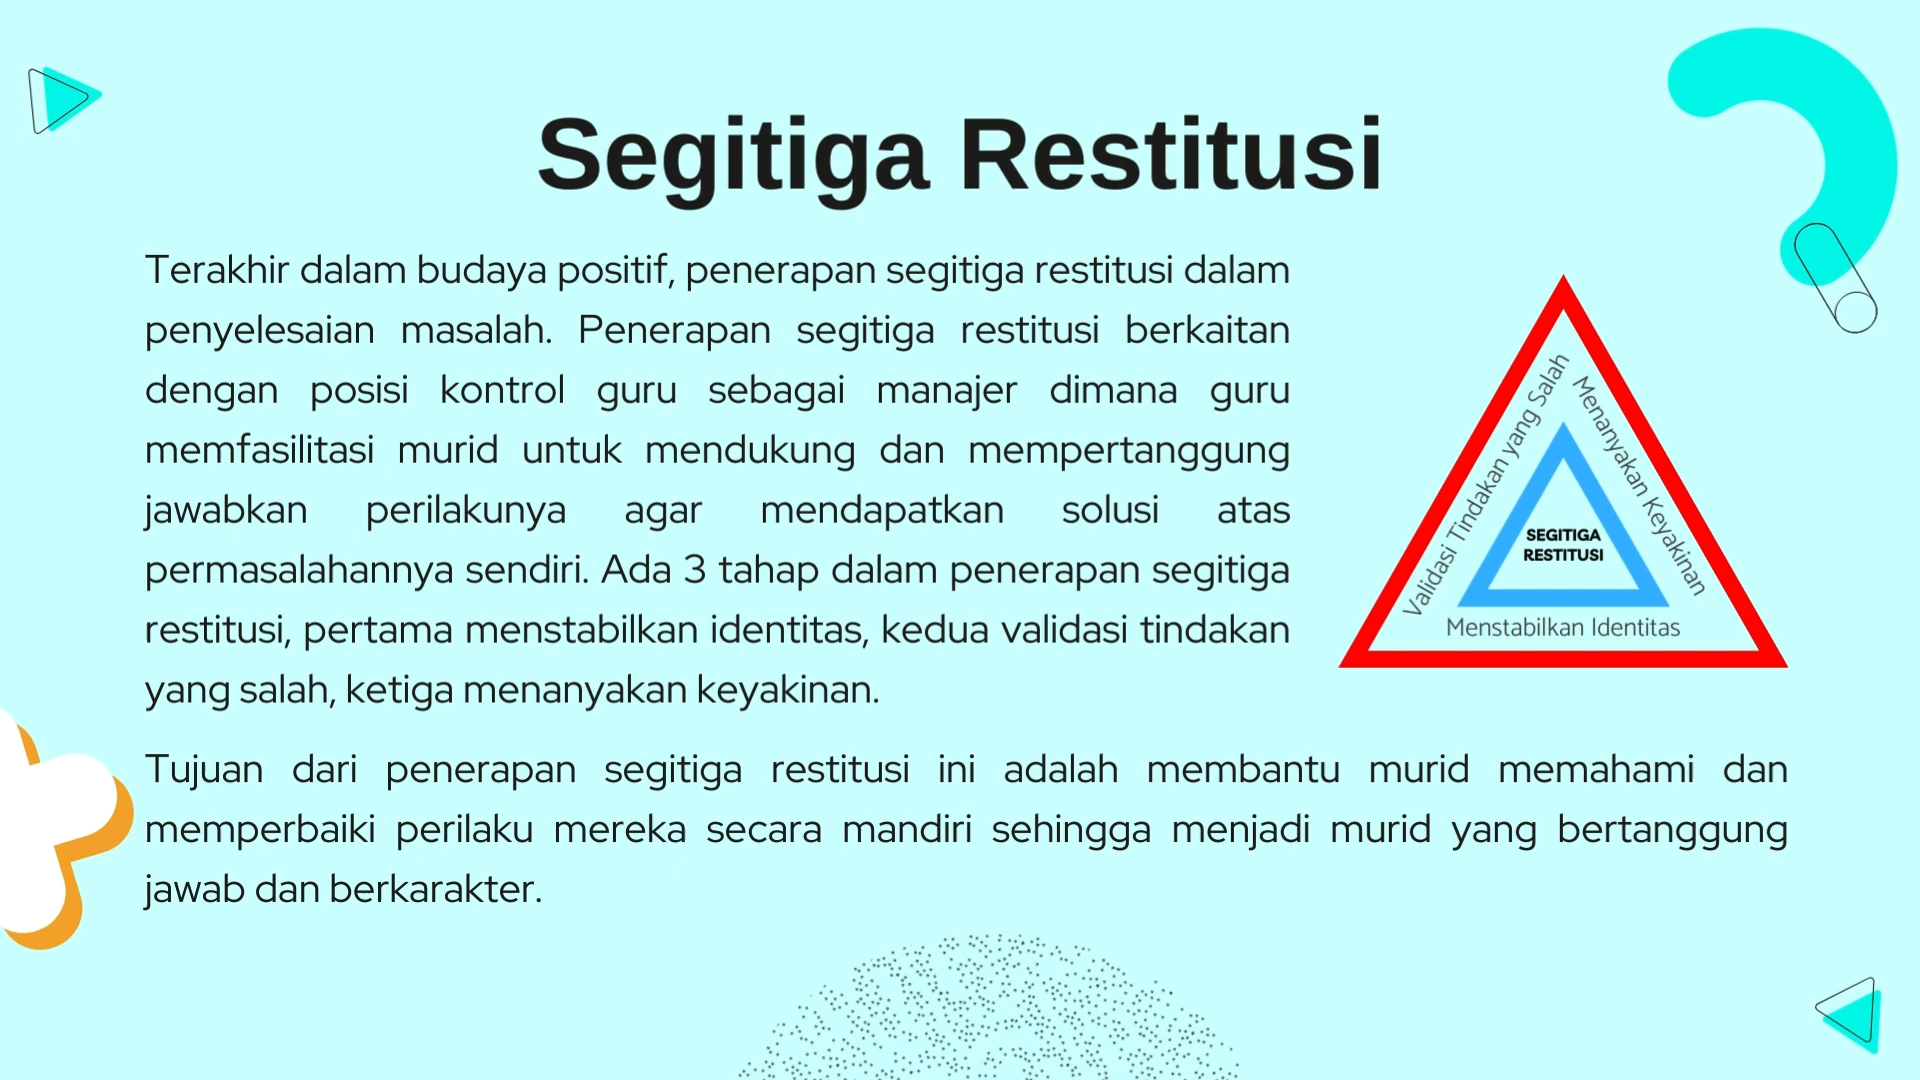 Segitiga Restitusi
Terakhir dalam budaya positif, penerapan segitiga restitusi dalam
penyelesaian masalah. Penerapan segitiga restitusi berkaitan
dengan posisi kontrol guru sebagai manajer dimana guru
memfasilitasi murid untuk mendukung dan mempertanggung
jawabkan perilakunya agar mendapatkan solusi atas
permasalahannya sendiri. Ada 3 tahap dalam penerapan segitiga
restitusi, pertama menstabilkan identitas, kedua validasi tindakan
yang salah, ketiga menanyakan keyakinan.
Validasi Tindakan yang Salah
Menanyakan Keyakinan
SEGITIGA
RESTITUSI
Menstabilkan Identitas
Tujuan dari penerapan segitiga restitusi ini adalah membantu murid memahami dan
memperbaiki perilaku mereka secara mandiri sehingga menjadi murid yang bertanggung
jawab dan berkarakter.